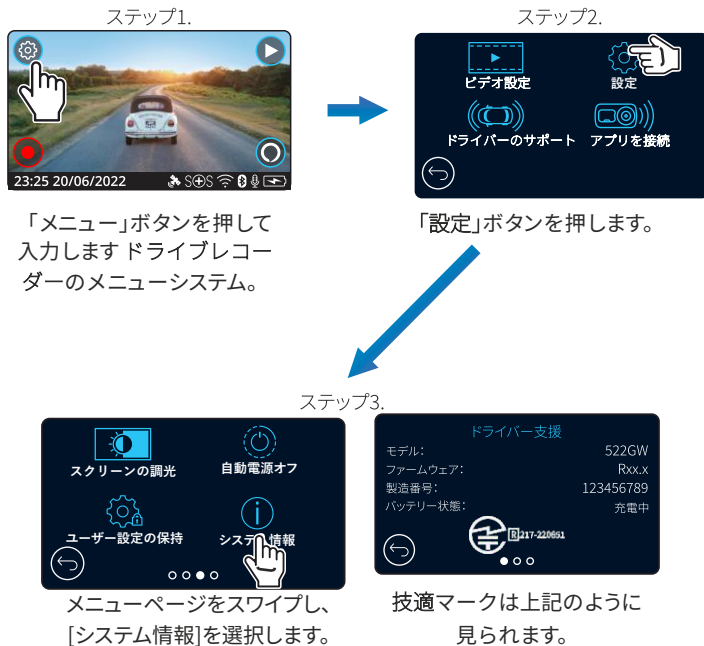 ステップ1.
23:25 20/06/2022
「メニュー」ボタンを押して
入力します ドライブレコー
ダーのメニューシステム。
ステップ2.
ビデオ設定
設定
ドライバーのサポート
アプリを接続
「設定」ボタンを押します。
ステップ3.
スクリーンの調光
自動電源オフ
ユーザー設定の保持
システム情報
メニューページをスワイプし、
[システム情報]を選択します。
ドライバー支援
モデル: 522GW
ファームウェア: Rxx.x
製造番号: 123456789
バッテリー状態: 充電中
R 217-220651
技適マークは上記のように
見られます。